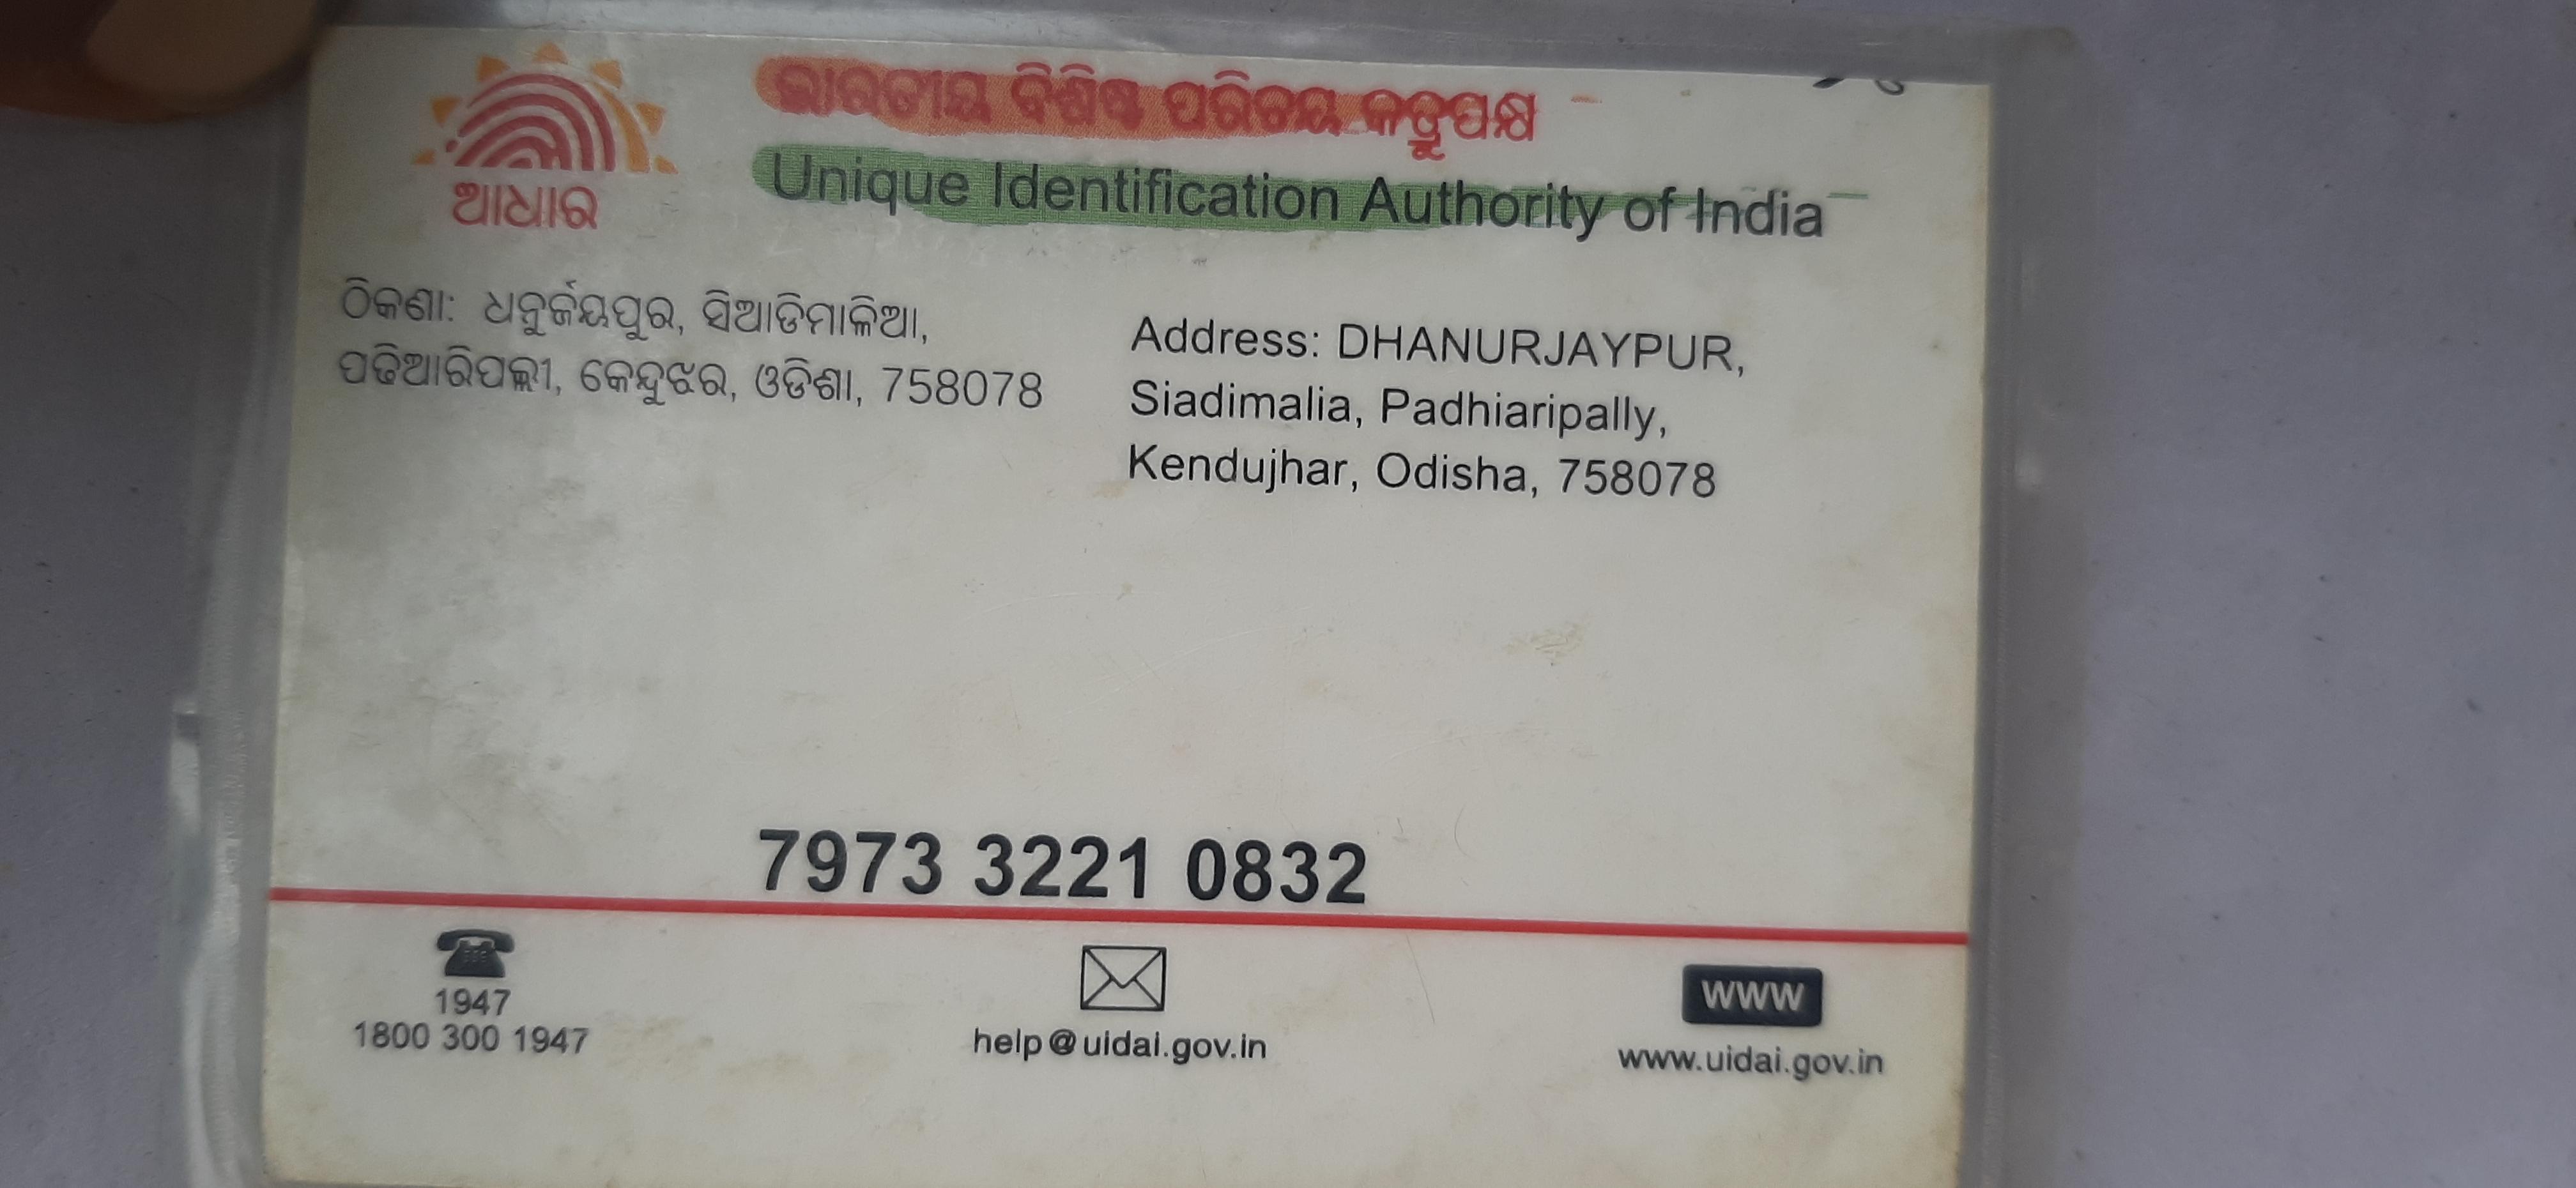 ଭାରତୀୟ ବିଶିଷ୍ଟ ପରିଚୟ କର୍ତ୍ତୃପକ୍ଷ
Unique Identification Authority of India
ଆଧାର
ଠିକଣା: ଧନୁର୍ଜୟପୁର, ସିଆଡିମାଳିଆ,
ପଢିଆରିପଲ୍ଲୀ, କେନ୍ଦୁଝର, ଓଡିଶା, 758078
Address: DHANURJAYPUR,
Siadimalia, Padhiaripally,
Kendujhar, Odisha, 758078
7973 3221 0832
1947
1800 300 1947
help@uidai.gov.in
www
www.uidai.gov.in